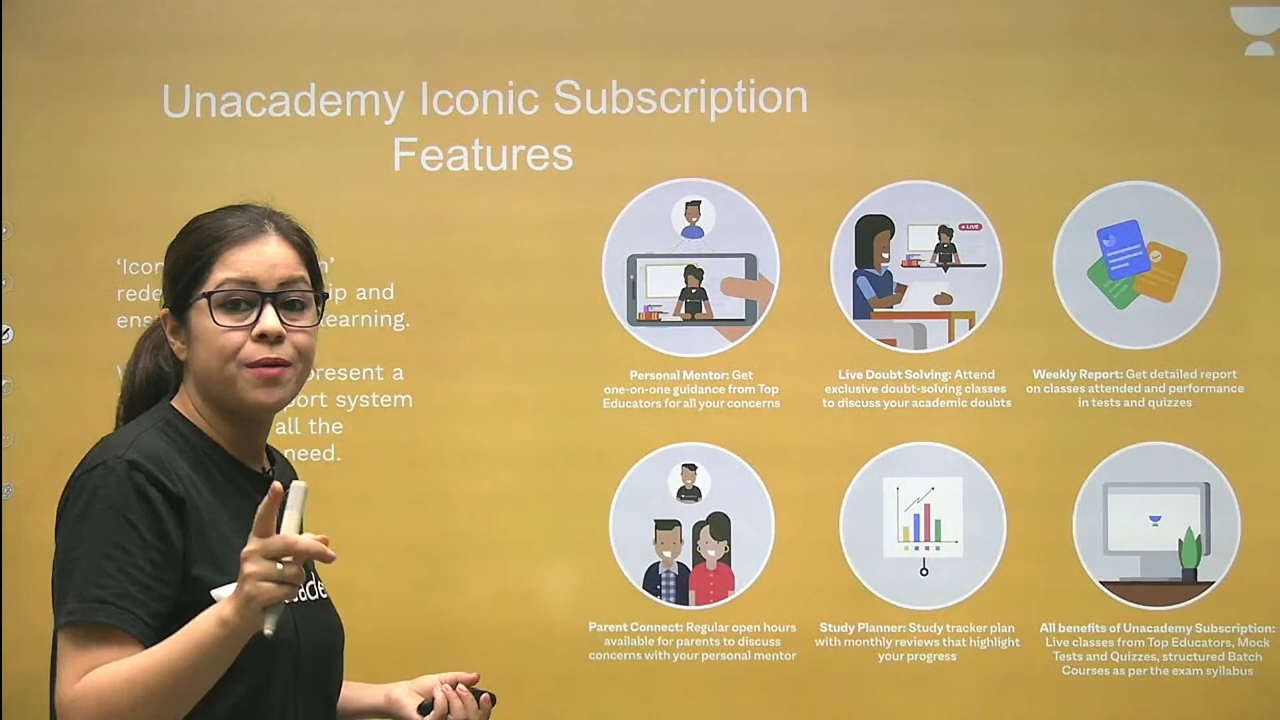 Unacademy Iconic Subscription
Features
ip and
ens learning.
present a
port system
all the
need.
LIVE
Personal Mentor: Get
one-on-one guidance from Top
Educators for all your concerns
Live Doubt Solving: Attend
exclusive doubt-solving classes
to discuss your academic doubts
Weekly Report: Get detailed report
on classes attended and performance
in tests and quizzes
Parent Connect: Regular open hours
available for parents to discuss
concerns with your personal mentor
Study Planner: Study tracker plan
with monthly reviews that highlight
your progress
All benefits of Unacademy Subscription:
Live classes from Top Educators, Mock
Tests and Quizzes, structured Batch
Courses as per the exam syllabus